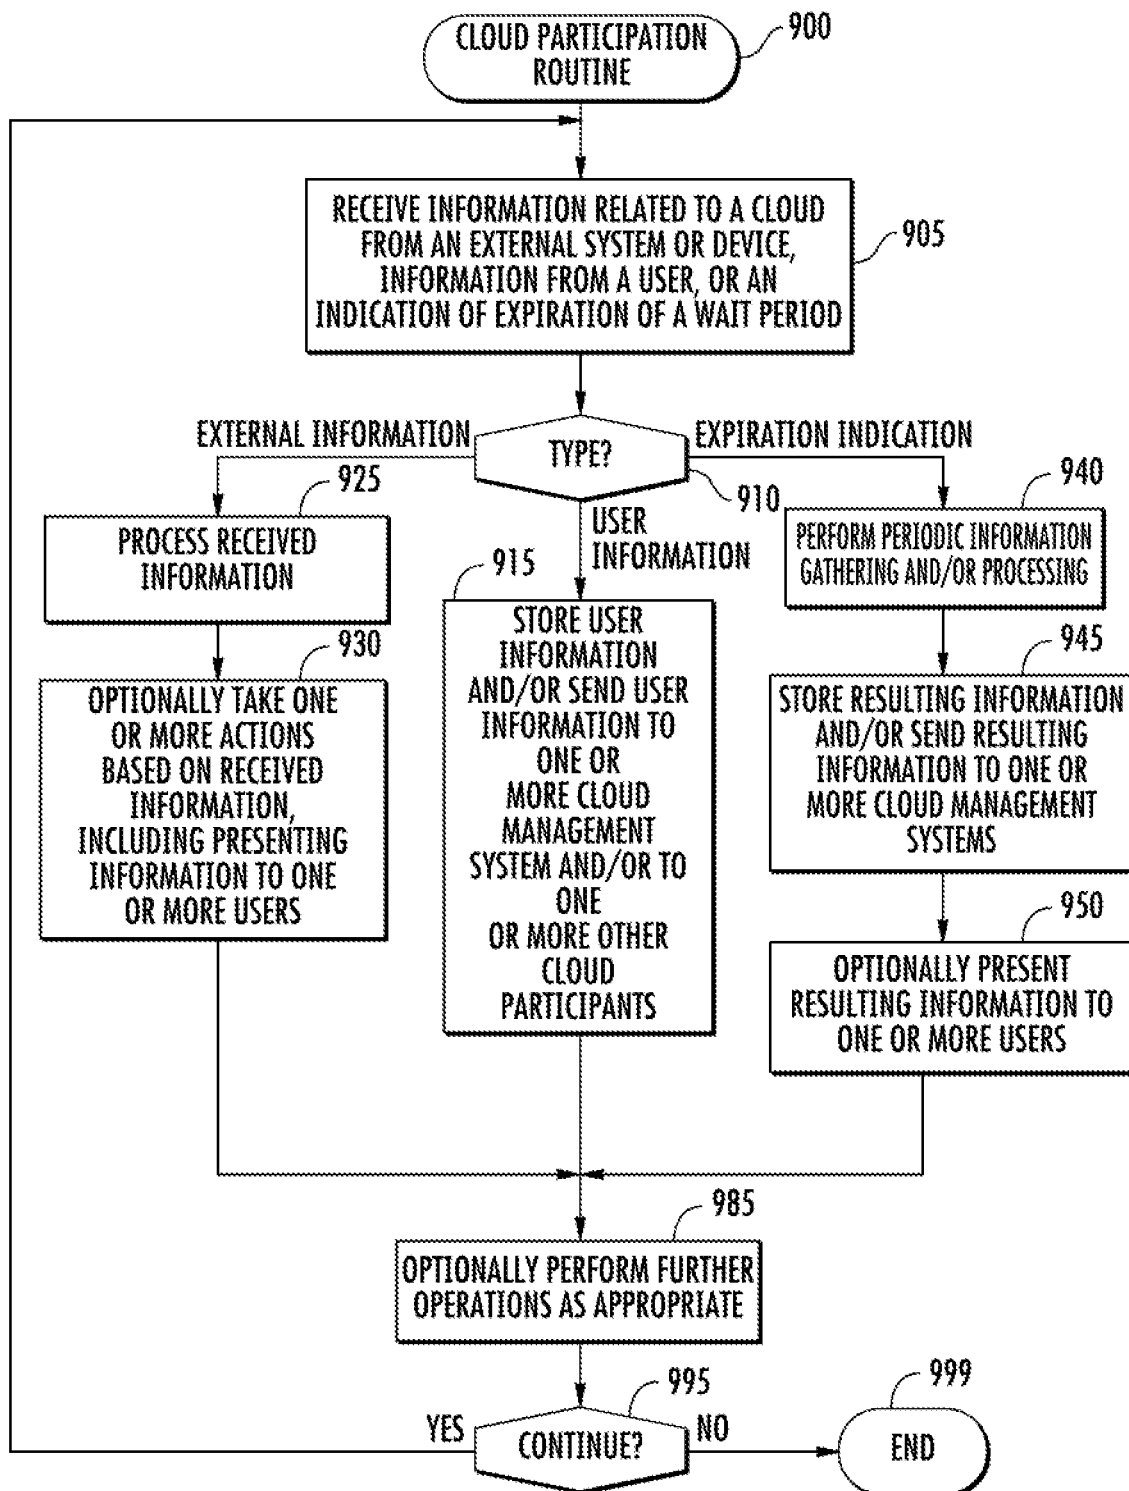 CLOUD PARTICIPATION
ROUTINE
900
RECEIVE INFORMATION RELATED TO A CLOUD
FROM AN EXTERNAL SYSTEM OR DEVICE,
INFORMATION FROM A USER, OR AN
INDICATION OF EXPIRATION OF A WAIT PERIOD
905
EXTERNAL INFORMATION
TYPE?
910
EXPIRATION INDICATION
USER
INFORMATION
925
PROCESS RECEIVED
INFORMATION
930
OPTIONALLY TAKE ONE
OR MORE ACTIONS
BASED ON RECEIVED
INFORMATION,
INCLUDING PRESENTING
INFORMATION TO ONE
OR MORE USERS
915
STORE USER
INFORMATION
AND/OR SEND USER
INFORMATION TO
ONE OR
MORE CLOUD
MANAGEMENT
SYSTEM AND/OR TO
ONE
OR MORE OTHER
CLOUD
PARTICIPANTS
940
PERFORM PERIODIC INFORMATION
GATHERING AND/OR PROCESSING
945
STORE RESULTING INFORMATION
AND/OR SEND RESULTING
INFORMATION TO ONE OR
MORE CLOUD MANAGEMENT
SYSTEMS
950
OPTIONALLY PRESENT
RESULTING INFORMATION TO
ONE OR MORE USERS
985
OPTIONALLY PERFORM FURTHER
OPERATIONS AS APPROPRIATE
995
YES
CONTINUE?
NO
999
END